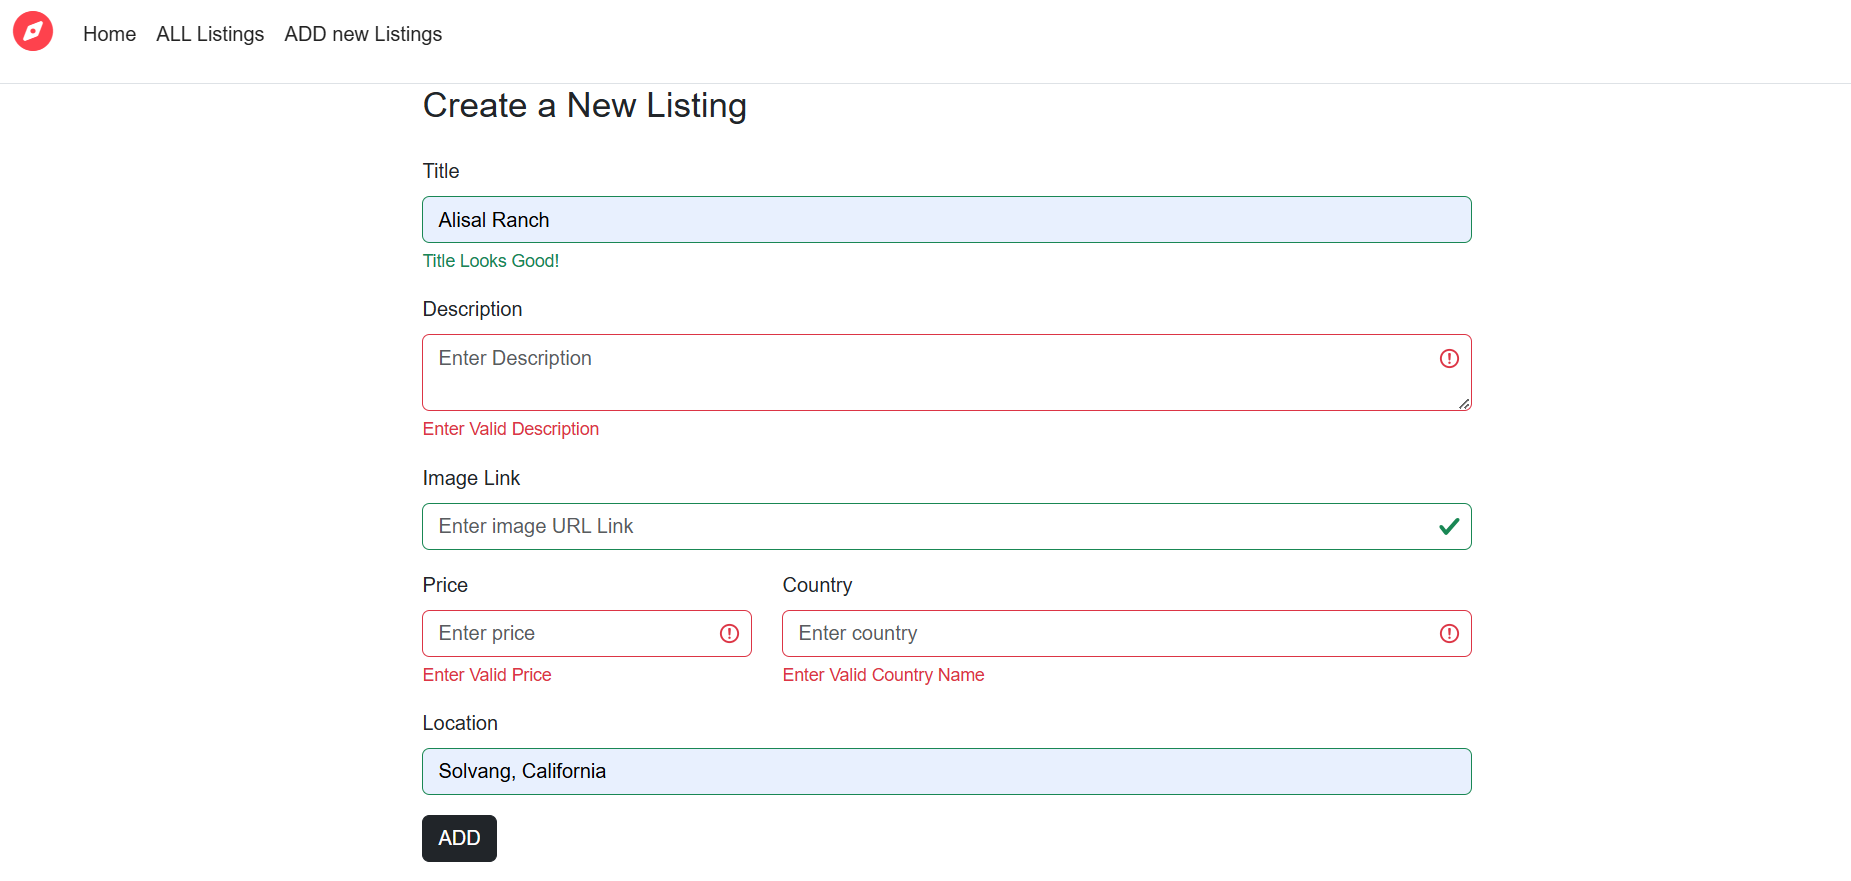 Home ALL Listings ADD new Listings
Create a New Listing
Title
Alisal Ranch
Title Looks Good!
Description
Enter Description
Enter Valid Description
Image Link
Enter image URL Link
Price Country
Enter price Enter country
Enter Valid Price Enter Valid Country Name
Location
Solvang, California
ADD